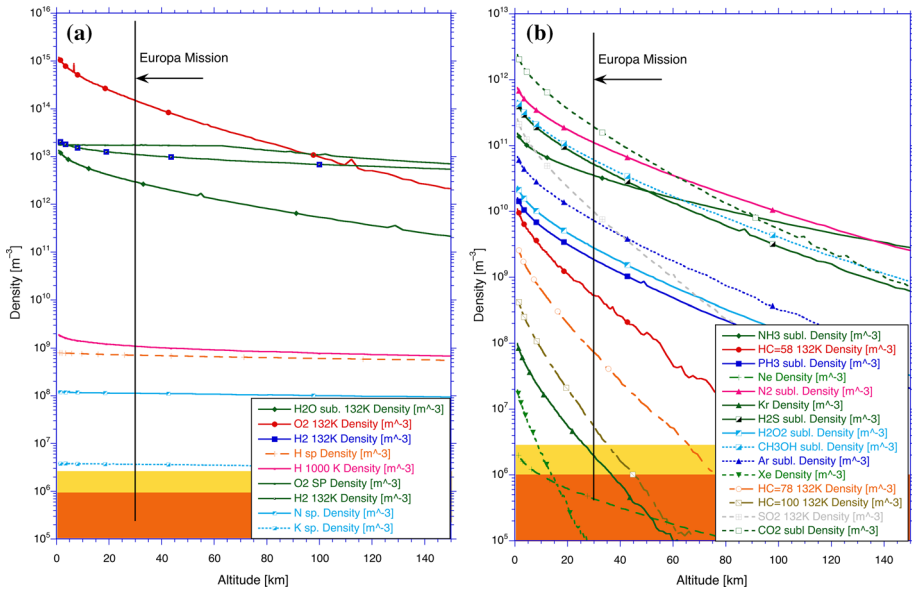 (a)
Europa Mission
10^15
10^14
10^13
10^12
10^11
10^10
10^9
10^8
10^7
10^6
10^5
Density [m^-3]
0 20 40 60 80 100 120 140
Altitude [km]
H2O sub. 132K Density [m^-3]
O2 132K Density [m^-3]
H2 132K Density [m^-3]
H sp Density [m^-3]
H 1000 K Density [m^-3]
O2 SP Density [m^-3]
H2 132K Density [m^-3]
N sp. Density [m^-3]
K sp. Density [m^-3]
(b)
Europa Mission
10^13
10^12
10^11
10^10
10^9
10^8
10^7
10^6
10^5
Density [m^-3]
0 20 40 60 80 100 120 140
Altitude [km]
NH3 subl. Density [m^-3]
HC=58 132K Density [m^-3]
PH3 subl. Density [m^-3]
Ne Density [m^-3]
N2 subl. Density [m^-3]
Kr Density [m^-3]
H2S subl. Density [m^-3]
H2O2 subl. Density [m^-3]
CH3OH subl. Density [m^-3]
Ar subl. Density [m^-3]
Xe Density [m^-3]
HC=78 132K Density [m^-3]
HC=100 132K Density [m^-3]
SO2 132K Density [m^-3]
CO2 subl Density [m^-3]